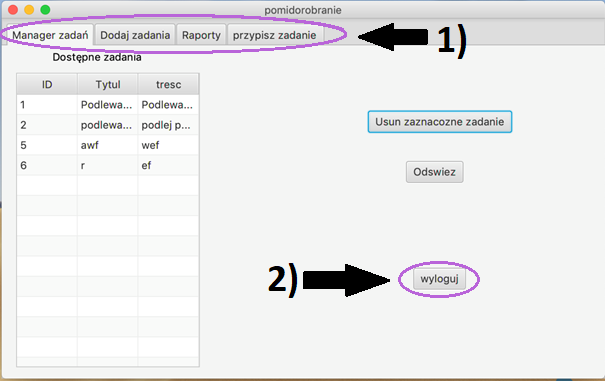 pomidorobranie
Manager zadań Dodaj zadania Raporty przypisz zadanie
1)
Dostępne zadania
ID Tytul tresc
1 Podlewa... Podlewa...
2 podlewa... podlej p...
5 awf wef
6 r ef
Usun zaznacozne zadanie
Odswiez
2)
wyloguj